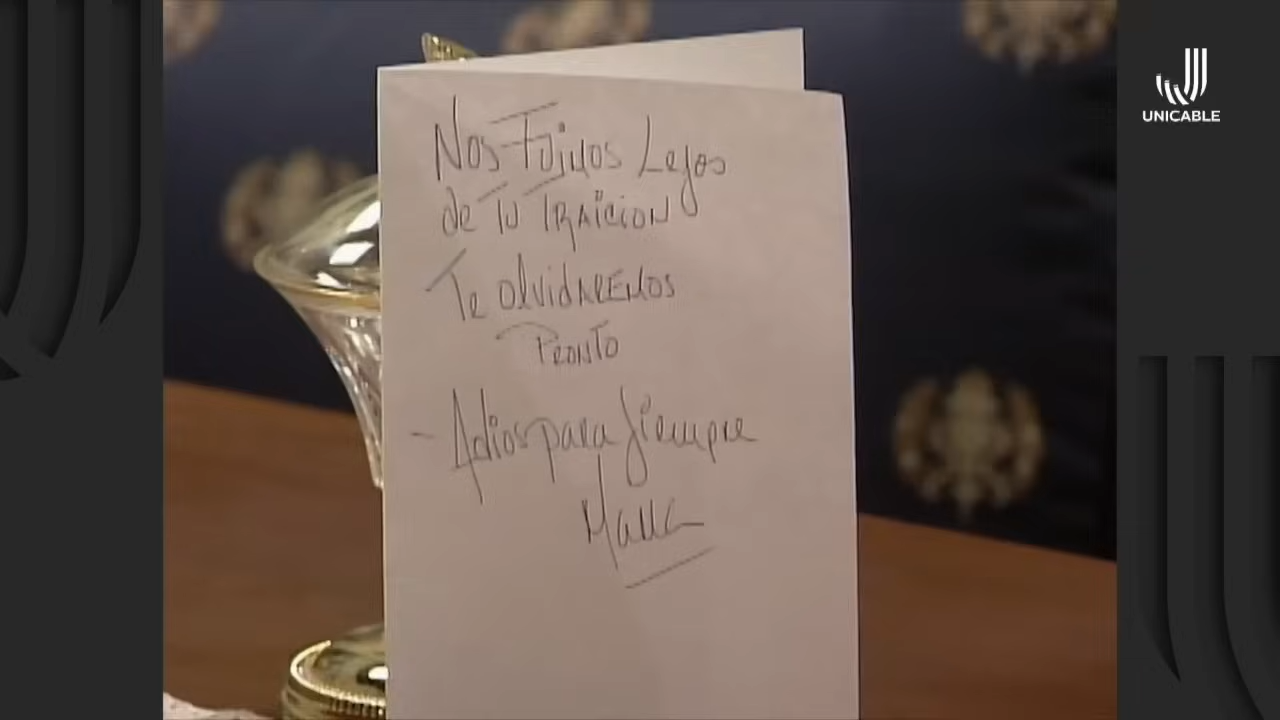 Nos Fuimos Lejos
de Tu TRAiCiON
Te OlvidAREMOS
PRONTO
- Adios para Siempre
UNICABLE